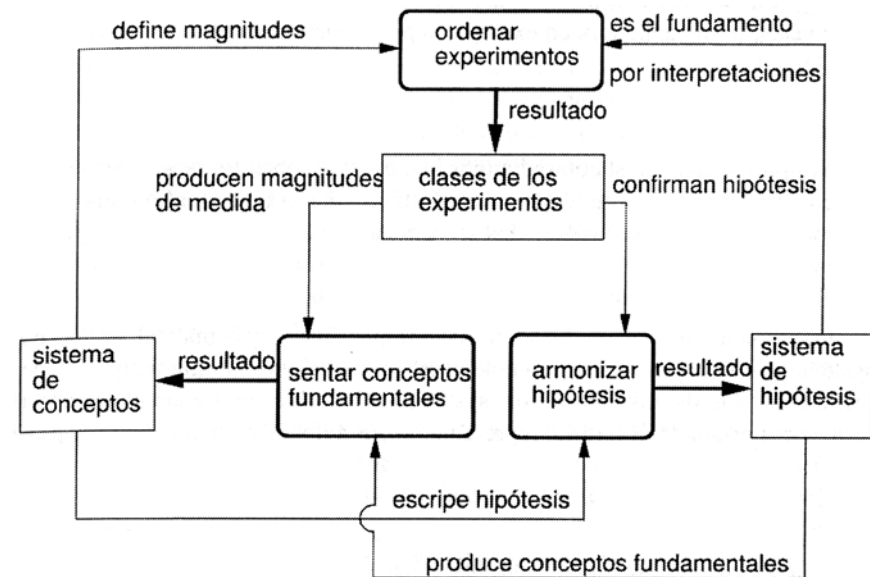 define magnitudes
ordenar
experimentos
es el fundamento
por interpretaciones
resultado
producen magnitudes
de medida
clases de los
experimentos
confirman hipótesis
sistema
de
conceptos
resultado
sentar conceptos
fundamentales
armonizar
hipótesis
resultado
sistema
de
hipótesis
escripe hipótesis
produce conceptos fundamentales